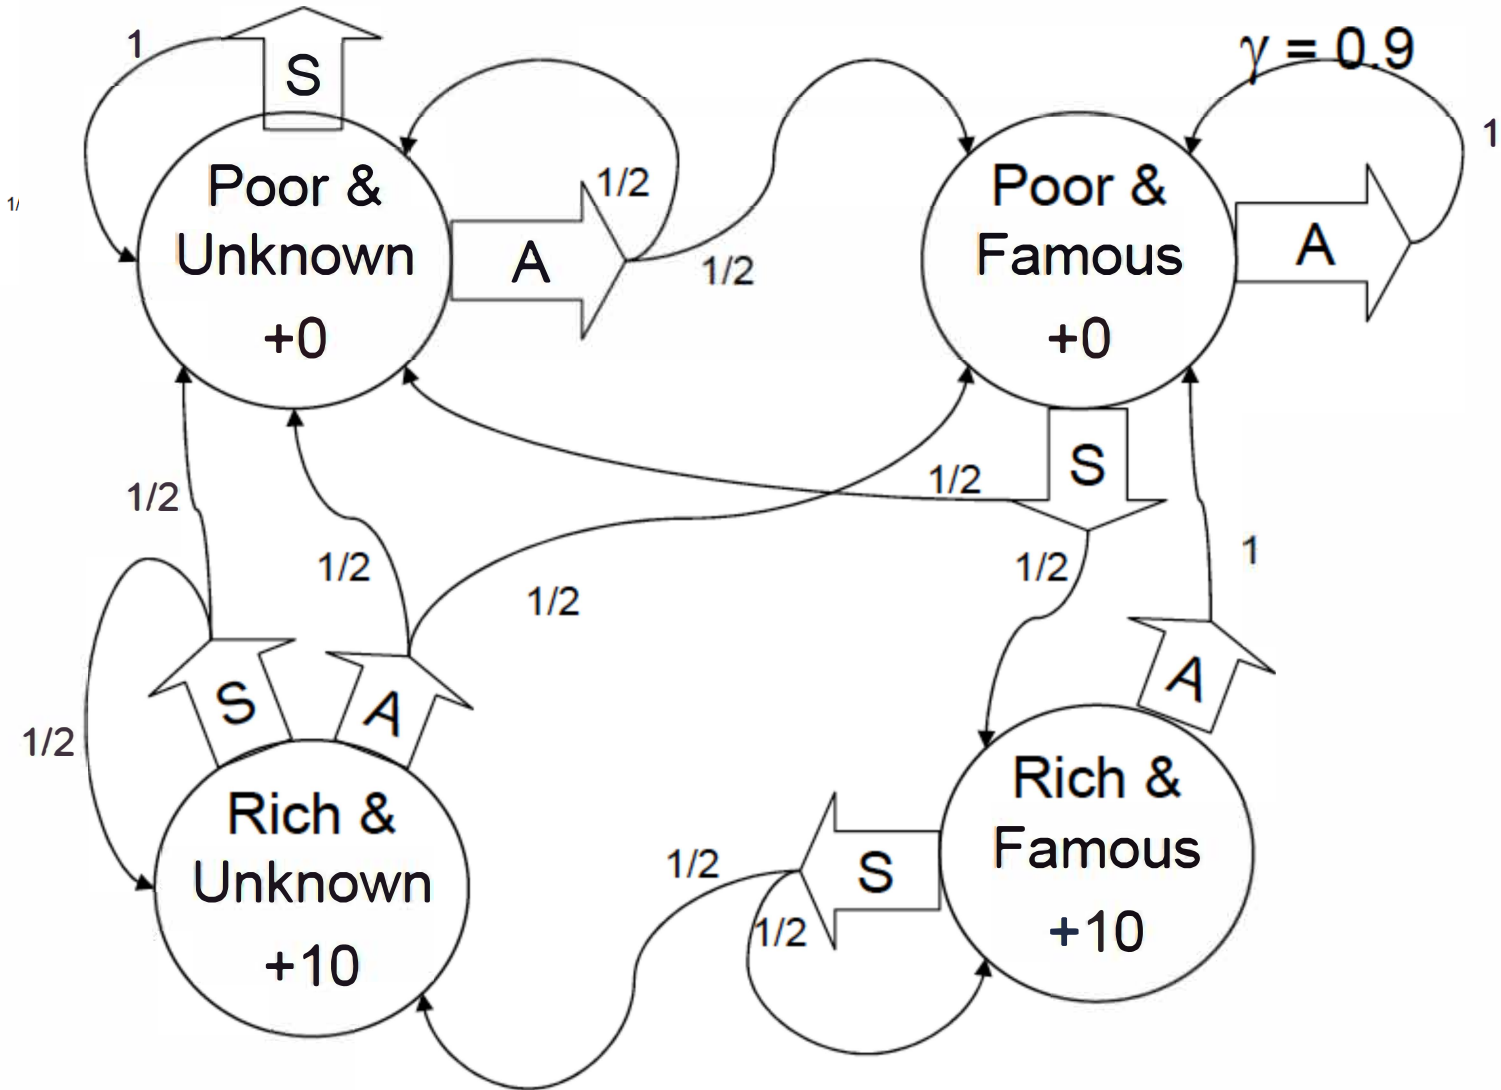 γ = 0.9
1
S
1/2
1
1/
Poor &
Unknown
+0
A
1/2
Poor &
Famous
+0
A
1/2
1/2
S
1/2
1/2
1/2
1
S
A
A
1/2
Rich &
Unknown
+10
1/2
S
1/2
Rich &
Famous
+10